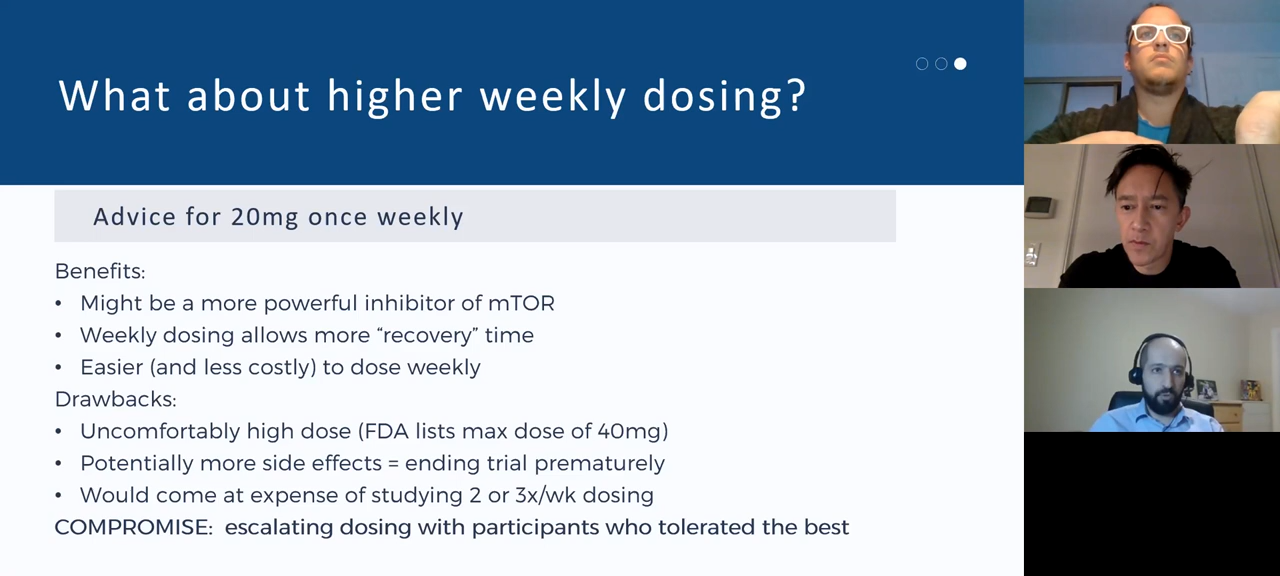 What about higher weekly dosing?
Advice for 20mg once weekly
Benefits:
• Might be a more powerful inhibitor of mTOR
• Weekly dosing allows more “recovery” time
• Easier (and less costly) to dose weekly
Drawbacks:
• Uncomfortably high dose (FDA lists max dose of 40mg)
• Potentially more side effects = ending trial prematurely
• Would come at expense of studying 2 or 3x/wk dosing
COMPROMISE: escalating dosing with participants who tolerated the best